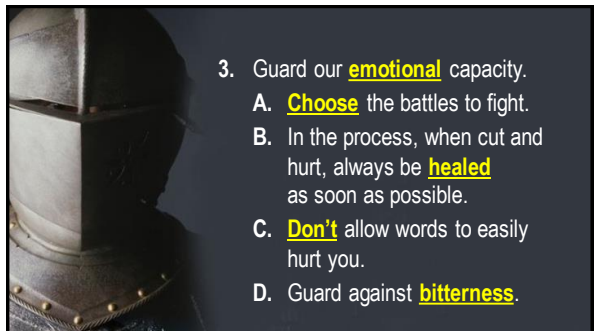 3. Guard our emotional capacity.
A. Choose the battles to fight.
B. In the process, when cut and
hurt, always be healed
as soon as possible.
C. Don’t allow words to easily
hurt you.
D. Guard against bitterness.